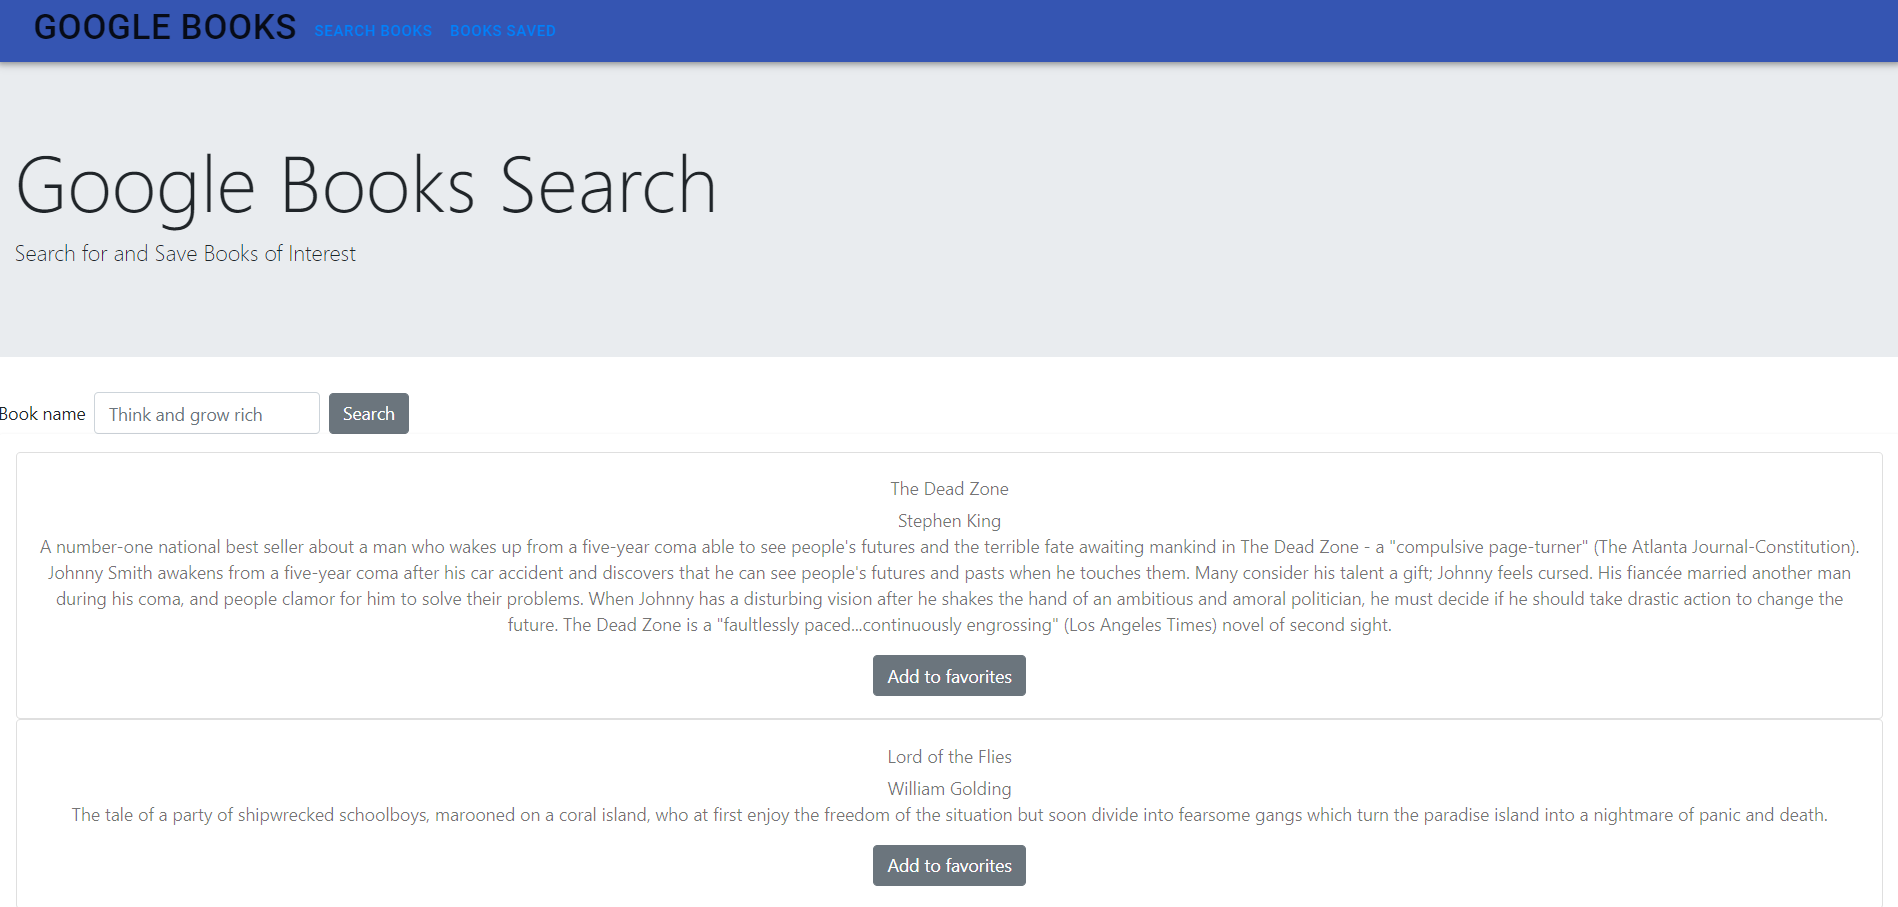 GOOGLE BOOKS SEARCH BOOKS BOOKS SAVED
Google Books Search
Search for and Save Books of Interest
Book name Think and grow rich Search
The Dead Zone
Stephen King
A number-one national best seller about a man who wakes up from a five-year coma able to see people's futures and the terrible fate awaiting mankind in The Dead Zone - a "compulsive page-turner" (The Atlanta Journal-Constitution).
Johnny Smith awakens from a five-year coma after his car accident and discovers that he can see people's futures and pasts when he touches them. Many consider his talent a gift; Johnny feels cursed. His fiancée married another man
during his coma, and people clamor for him to solve their problems. When Johnny has a disturbing vision after he shakes the hand of an ambitious and amoral politician, he must decide if he should take drastic action to change the
future. The Dead Zone is a "faultlessly paced...continuously engrossing" (Los Angeles Times) novel of second sight.
Add to favorites
Lord of the Flies
William Golding
The tale of a party of shipwrecked schoolboys, marooned on a coral island, who at first enjoy the freedom of the situation but soon divide into fearsome gangs which turn the paradise island into a nightmare of panic and death.
Add to favorites